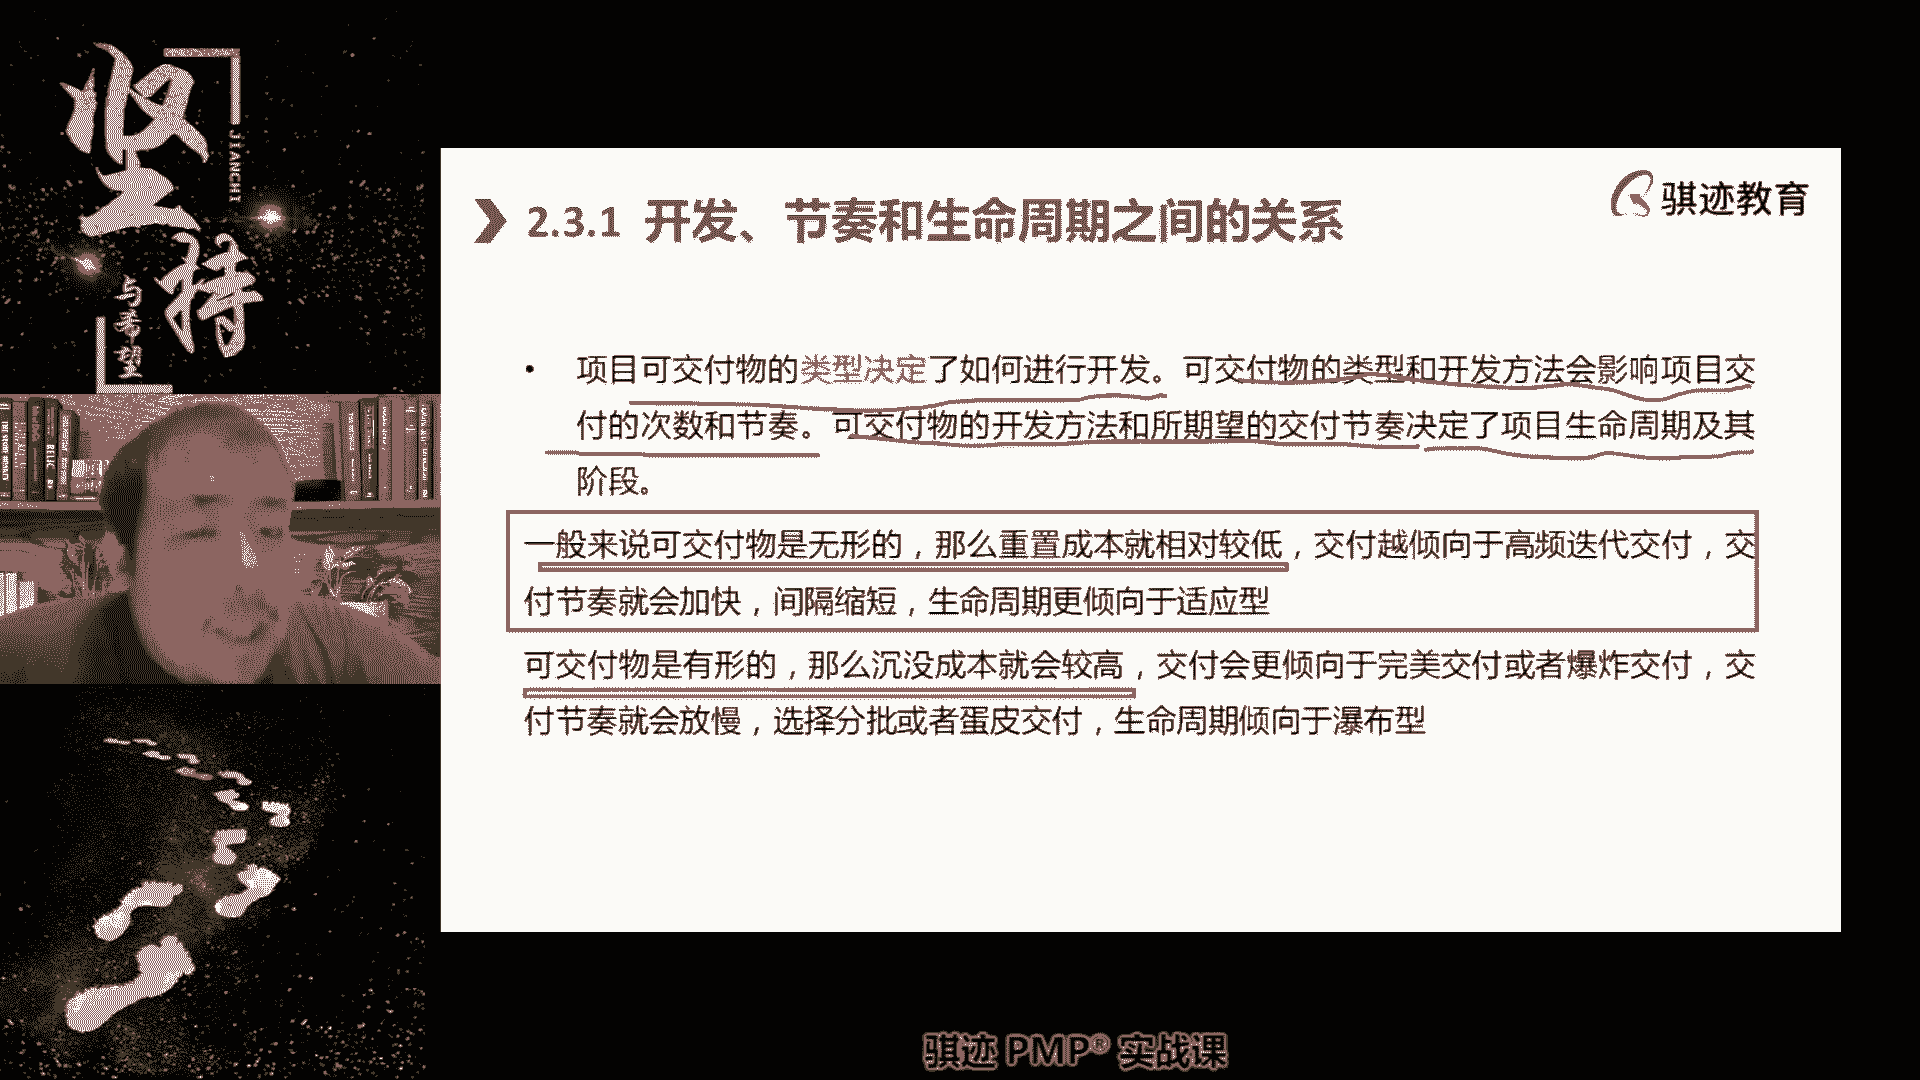 坚持
JIANCHI
与希望
骐迹教育
2.3.1 开发、节奏和生命周期之间的关系
• 项目可交付物的类型决定了如何进行开发。可交付物的类型和开发方法会影响项目交
付的次数和节奏。可交付物的开发方法和所期望的交付节奏决定了项目生命周期及其
阶段。
一般来说可交付物是无形的，那么重置成本就相对较低，交付越倾向于高频迭代交付，交
付节奏就会加快，间隔缩短，生命周期更倾向于适应型
可交付物是有形的，那么沉没成本就会较高，交付会更倾向于完美交付或者爆炸交付，交
付节奏就会放慢，选择分批或者蛋皮交付，生命周期倾向于瀑布型
骐迹 PMP® 实战课